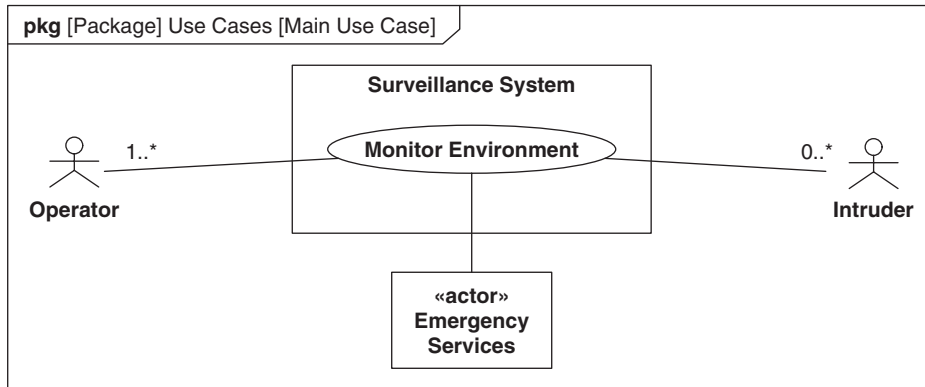 pkg [Package] Use Cases [Main Use Case]
Surveillance System
1..*
Monitor Environment
0..*
Operator
Intruder
«actor»
Emergency
Services